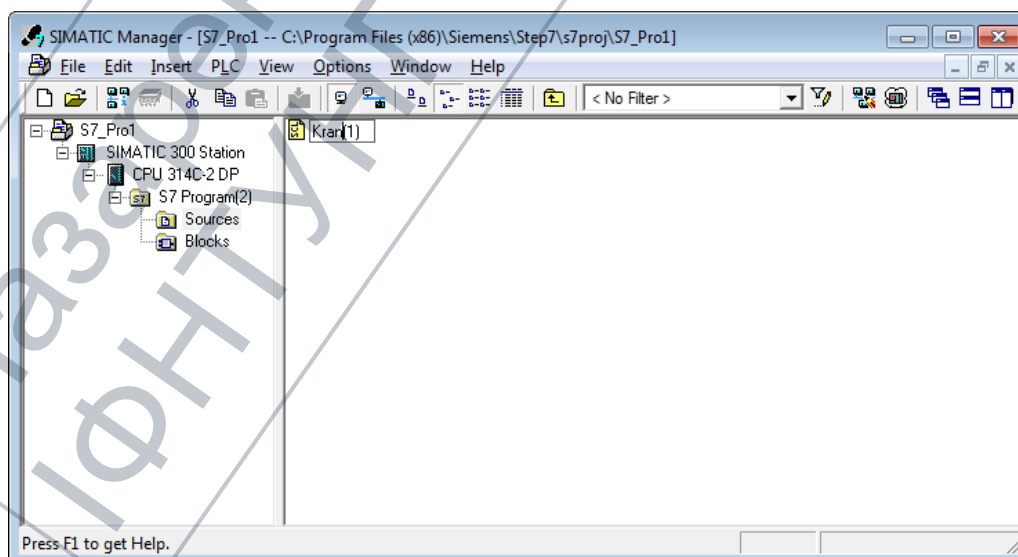 SIMATIC Manager - [S7_Pro1 -- C:\Program Files (x86)\Siemens\Step7\s7proj\S7_Pro1]
File Edit Insert PLC View Options Window Help
< No Filter >
S7_Pro1
SIMATIC 300 Station
CPU 314C-2 DP
S7 Program(2)
Sources
Blocks
SCL
Kran(1)
Press F1 to get Help.
ІФНТУНГ